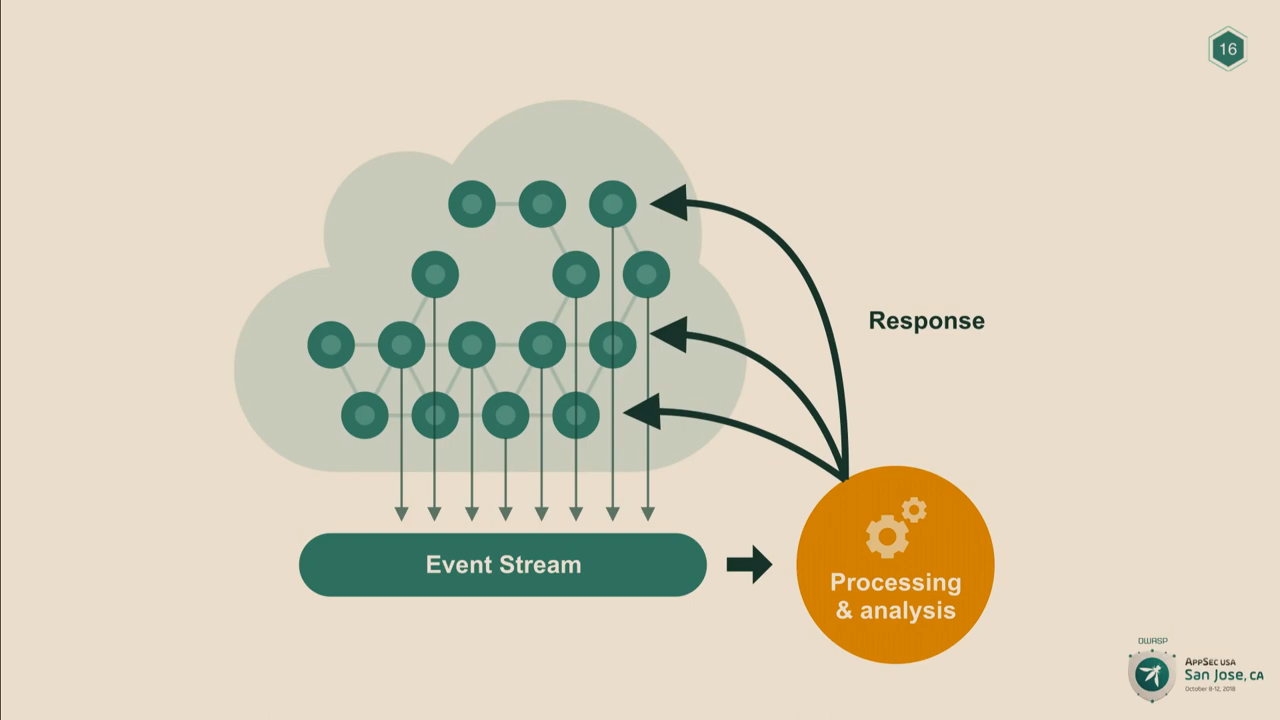 16
Response
Event Stream
Processing
& analysis
OWASP
APPSEC USA
San Jose, CA
October 8-12, 2018